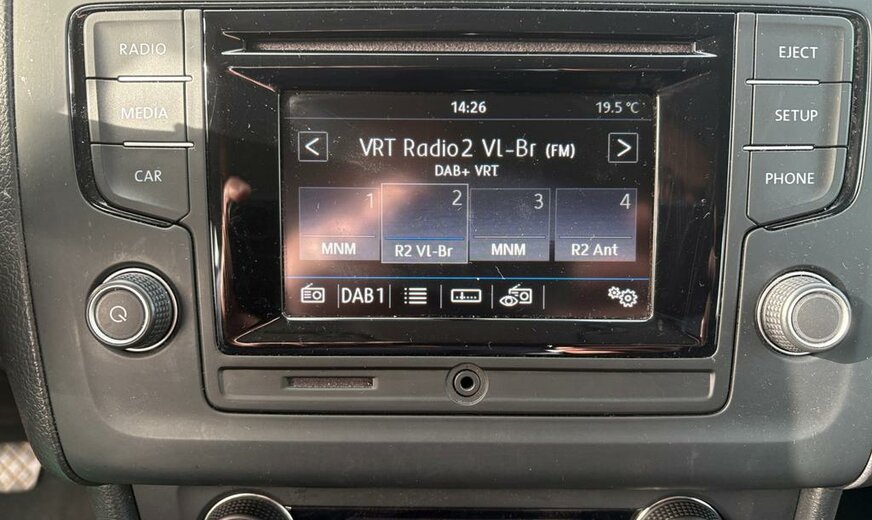 RADIO
MEDIA
CAR
EJECT
SETUP
PHONE
14:26
19.5 °C
< VRT Radio2 Vl-Br (FM) >
DAB+ VRT
1 2 3 4
MNM R2 Vl-Br MNM R2 Ant
DAB1